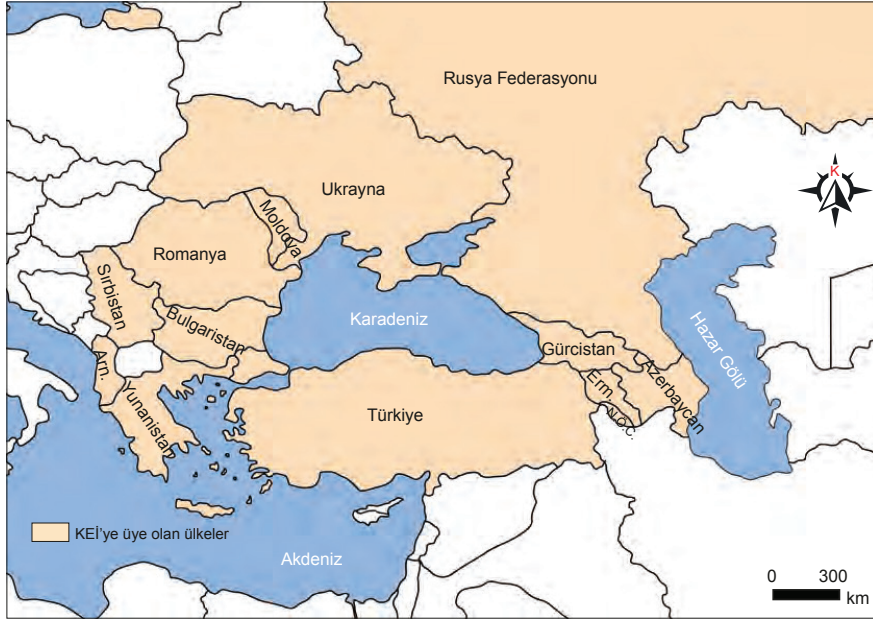 Rusya Federasyonu
K
Ukrayna
Moldova
Romanya
Sırbistan
Bulgaristan
Karadeniz
Hazar Gölü
Gürcistan
Arn.
Yunanistan
Türkiye
Erm.
N.Ö.C.
Azerbaycan
KEİ'ye üye olan ülkeler
Akdeniz
0 300
km